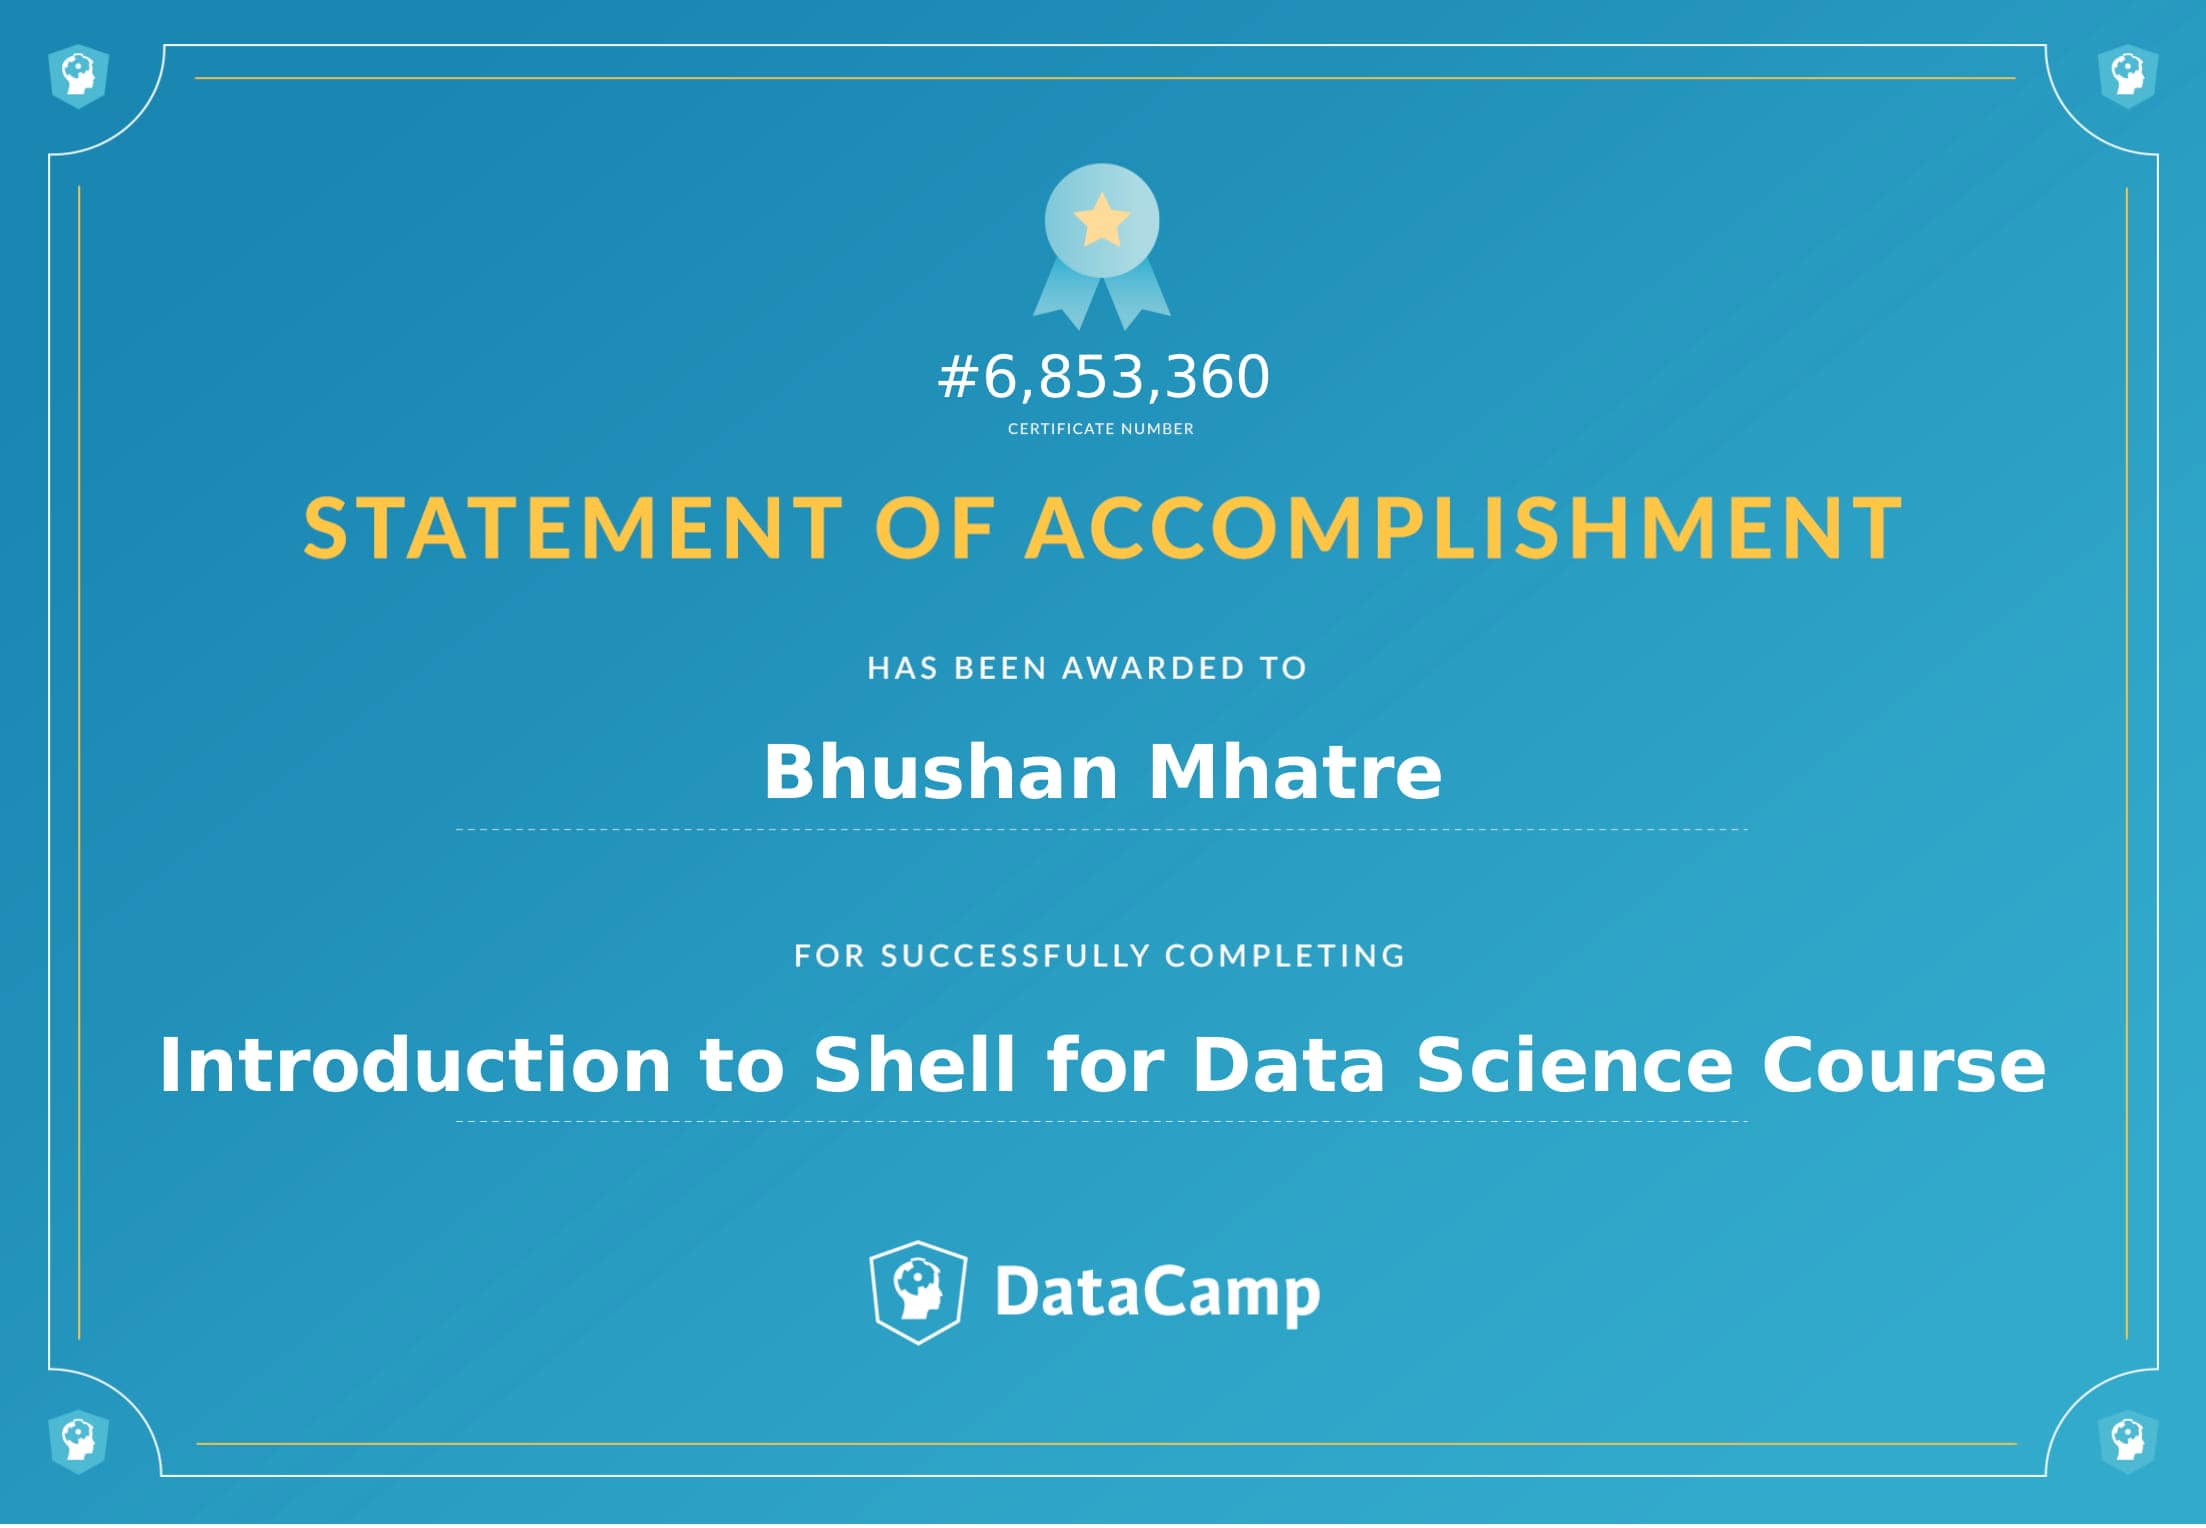 #6,853,360
CERTIFICATE NUMBER
STATEMENT OF ACCOMPLISHMENT
HAS BEEN AWARDED TO
Bhushan Mhatre
FOR SUCCESSFULLY COMPLETING
Introduction to Shell for Data Science Course
DataCamp